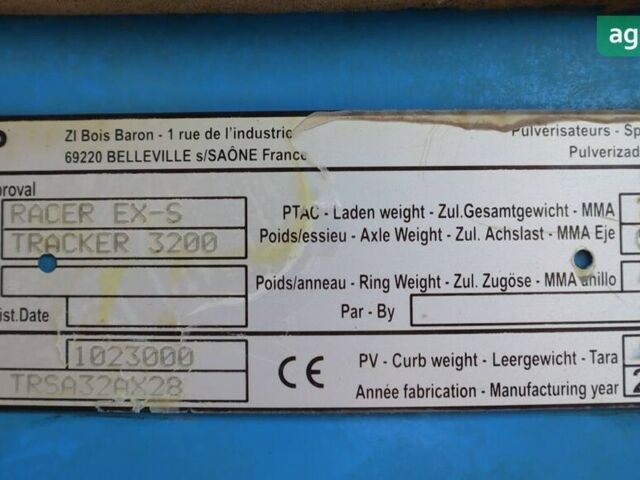 ag
ZI Bois Baron - 1 rue de l'industri
69220 BELLEVILLE s/SAÔNE France
Pulverisateurs - Sp
Pulverizad
roval
RACER EX-S
TRACKER 3200
PTAC - Laden weight - Zul.Gesamtgewicht - MMA
Poids/essieu - Axle Weight - Zul. Achslast - MMA Eje
Poids/anneau - Ring Weight - Zul. Zugöse - MMA anillo
ist.Date
Par - By
1023000
TRSA32AX28
CE
PV - Curb weight - Leergewicht - Tara
Année fabrication - Manufacturing year
2